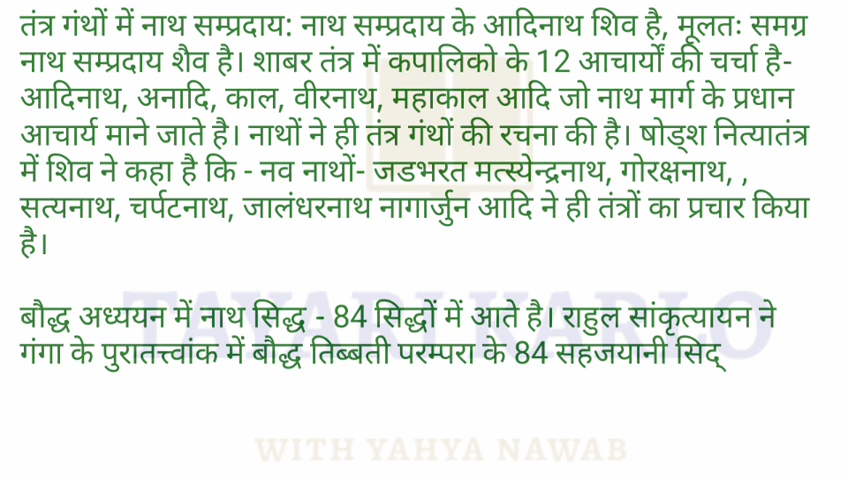 तंत्र गंथों में नाथ सम्प्रदाय: नाथ सम्प्रदाय के आदिनाथ शिव है, मूलतः समग्र
नाथ सम्प्रदाय शैव है। शाबर तंत्र में कपालिको के 12 आचार्यों की चर्चा है-
आदिनाथ, अनादि, काल, वीरनाथ, महाकाल आदि जो नाथ मार्ग के प्रधान
आचार्य माने जाते है। नाथों ने ही तंत्र गंथों की रचना की है। षोड्श नित्यातंत्र
में शिव ने कहा है कि - नव नाथों- जडभरत मत्स्येन्द्रनाथ, गोरक्षनाथ, ,
सत्यनाथ, चर्पटनाथ, जालंधरनाथ नागार्जुन आदि ने ही तंत्रों का प्रचार किया
है।
बौद्ध अध्ययन में नाथ सिद्ध - 84 सिद्धों में आते है। राहुल सांकृत्यायन ने
गंगा के पुरातत्त्वांक में बौद्ध तिब्बती परम्परा के 84 सहजयानी सिद्
TAYARI KARLO
WITH YAHYA NAWAB